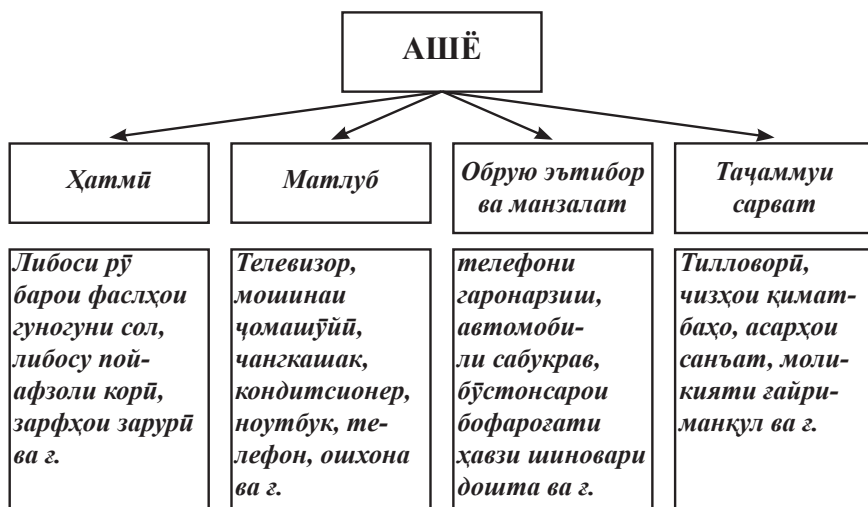 АШЁ
Ҳатмӣ
Матлуб
Обрую эътибор
ва манзалат
Таҷаммуи
сарват
Либоси рӯ
барои фаслҳои
гуногуни сол,
либосу пой-
афзоли корӣ,
зарфҳои зарурӣ
ва ғ.
Телевизор,
мошинаи
ҷомашӯйӣ,
чангкашак,
кондитсионер,
ноутбук, те-
лефон, ошхона
ва ғ.
телефони
гаронарзиш,
автомоби-
ли сабукрав,
бӯстонсарои
бофароғати
ҳавзи шиновари
дошта ва ғ.
Тилловорӣ,
чизҳои қимат-
баҳо, асарҳои
санъат, моли-
кияти ғайри-
манқул ва ғ.